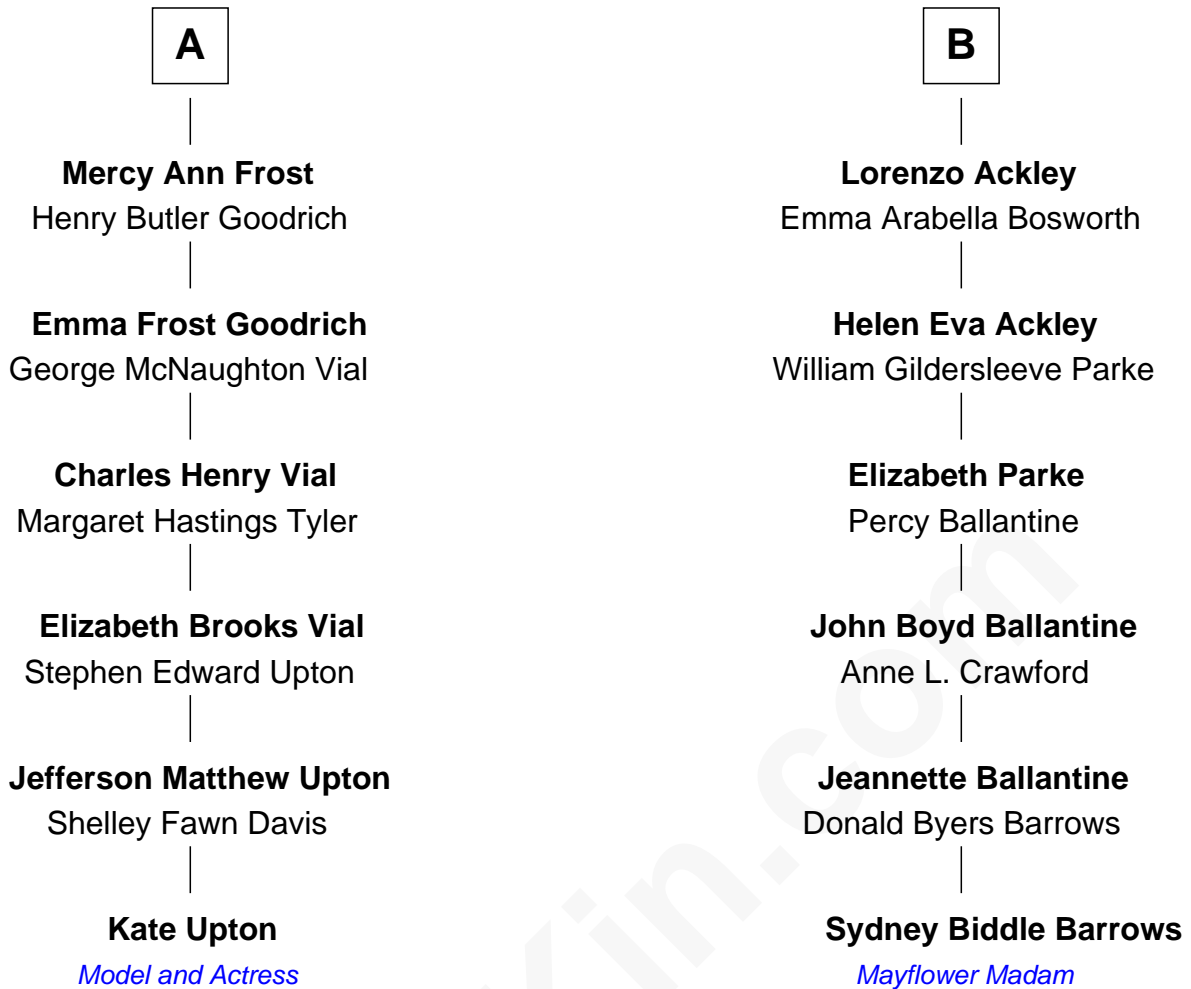 A
Mercy Ann Frost
Henry Butler Goodrich
Emma Frost Goodrich
George McNaughton Vial
Charles Henry Vial
Margaret Hastings Tyler
Elizabeth Brooks Vial
Stephen Edward Upton
Jefferson Matthew Upton
Shelley Fawn Davis
Kate Upton
Model and Actress
B
Lorenzo Ackley
Emma Arabella Bosworth
Helen Eva Ackley
William Gildersleeve Parke
Elizabeth Parke
Percy Ballantine
John Boyd Ballantine
Anne L. Crawford
Jeannette Ballantine
Donald Byers Barrows
Sydney Biddle Barrows
Mayflower Madam
Kin.com